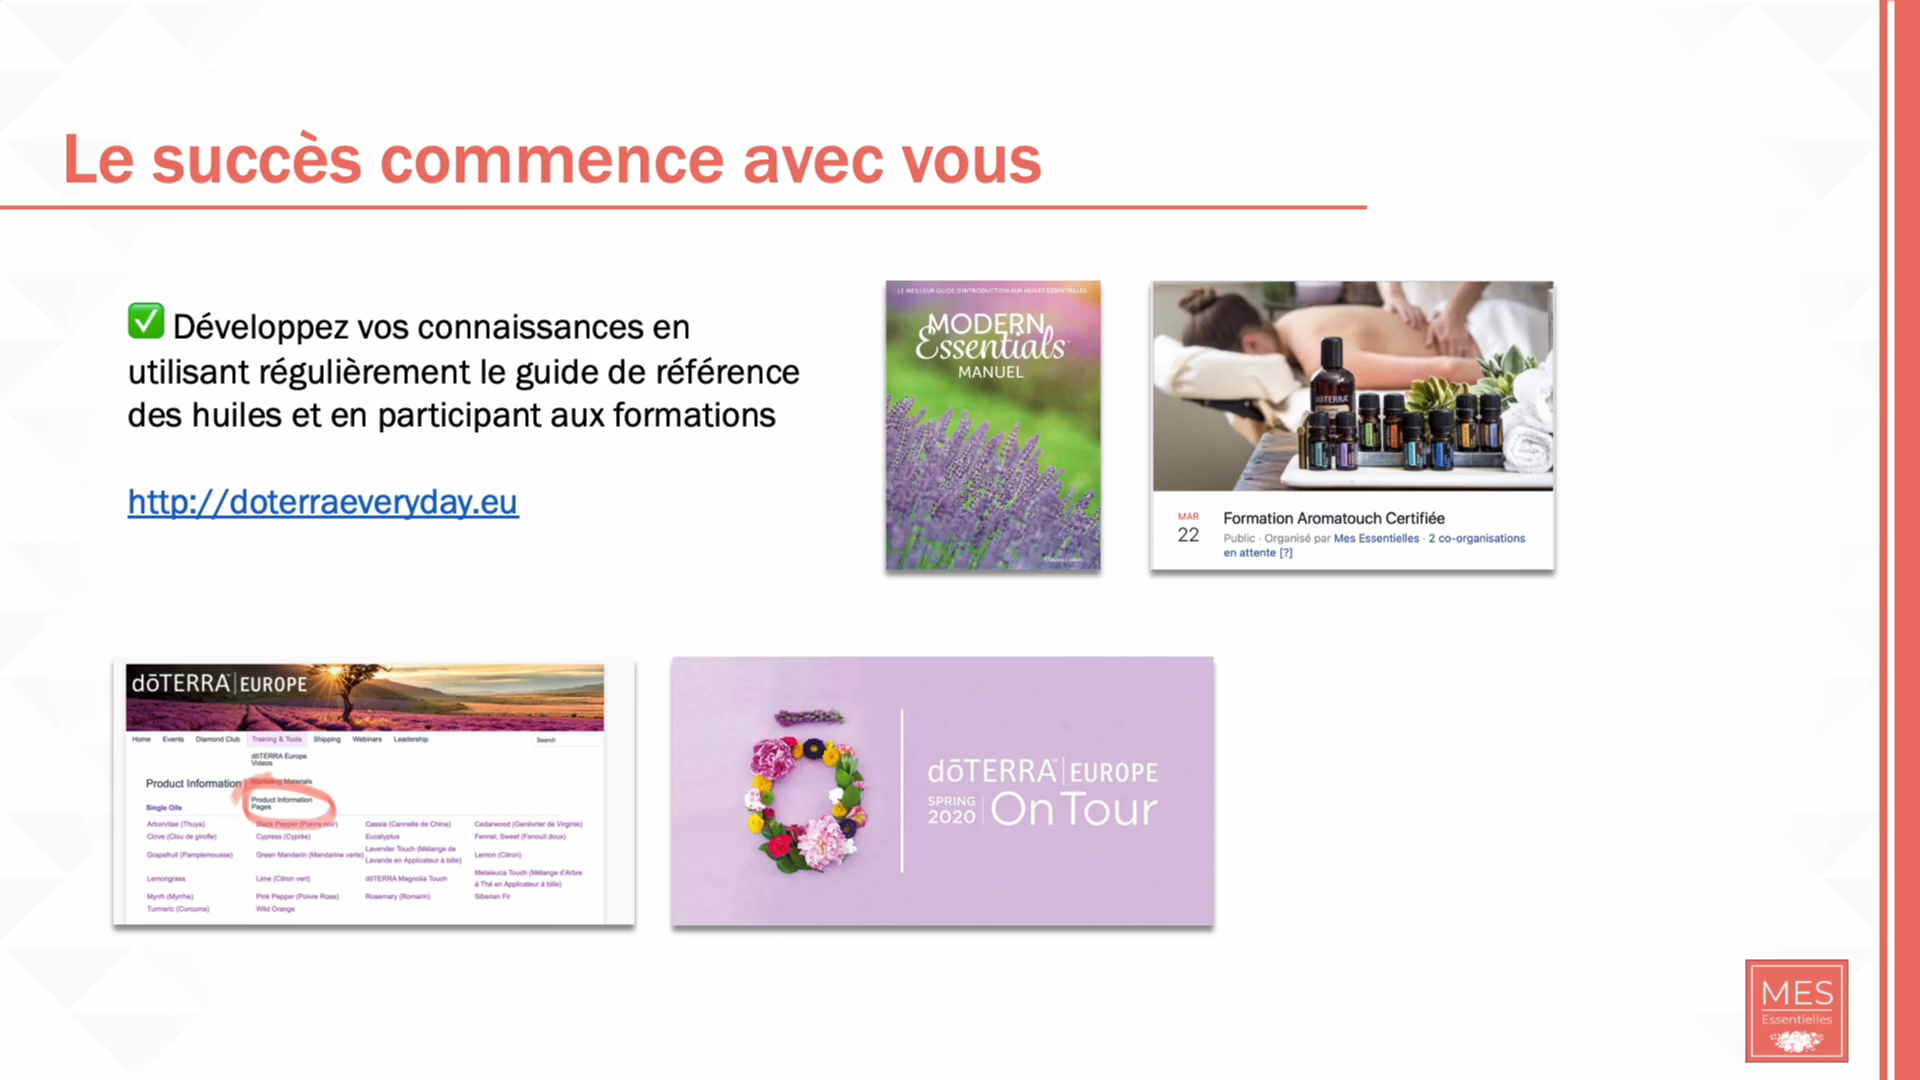 Le succès commence avec vous
✅ Développez vos connaissances en
utilisant régulièrement le guide de référence
des huiles et en participant aux formations
http://doterraeveryday.eu
LE MEILLEUR GUIDE D'INTRODUCTION AUX HUILES ESSENTIELLES
MODERN
Essentials
MANUEL
dōTERRA
MAR
22
Formation Aromatouch Certifiée
Public · Organisé par Mes Essentielles · 2 co-organisations
en attente [?]
dōTERRA | EUROPE
Home Events Diamond Club Training & Tools Shipping Webinars Leadership Search
dōTERRA Europe
Videos
Marketing Materials
Product Information
Product Information
Pages
Single Oils
Arborvitae (Thuya) Black Pepper (Poivre noir) Cassia (Cannelle de Chine) Cedarwood (Genévrier de Virginie)
Clove (Clou de girofle) Cypress (Cyprès) Eucalyptus Fennel, Sweet (Fenouil doux)
Grapefruit (Pamplemousse) Green Mandarin (Mandarine verte) Lavender Touch (Mélange de Lavande en Applicateur à bille) Lemon (Citron)
Lemongrass Lime (Citron vert) dōTERRA Magnolia Touch Melaleuca Touch (Mélange d'Arbre à Thé en Applicateur à bille)
Myrrh (Myrrhe) Pink Pepper (Poivre Rose) Rosemary (Romarin) Siberian Fir
Turmeric (Curcuma) Wild Orange
dōTERRA | EUROPE
SPRING
2020 On Tour
MES
Essentielles